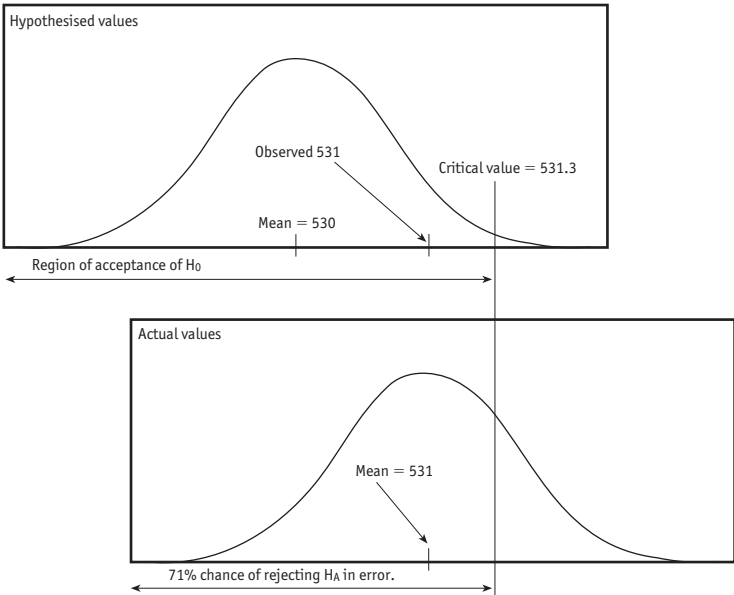 Hypothesised values
Observed 531
Critical value = 531.3
Mean = 530
Region of acceptance of H0
Actual values
Mean = 531
71% chance of rejecting HA in error.